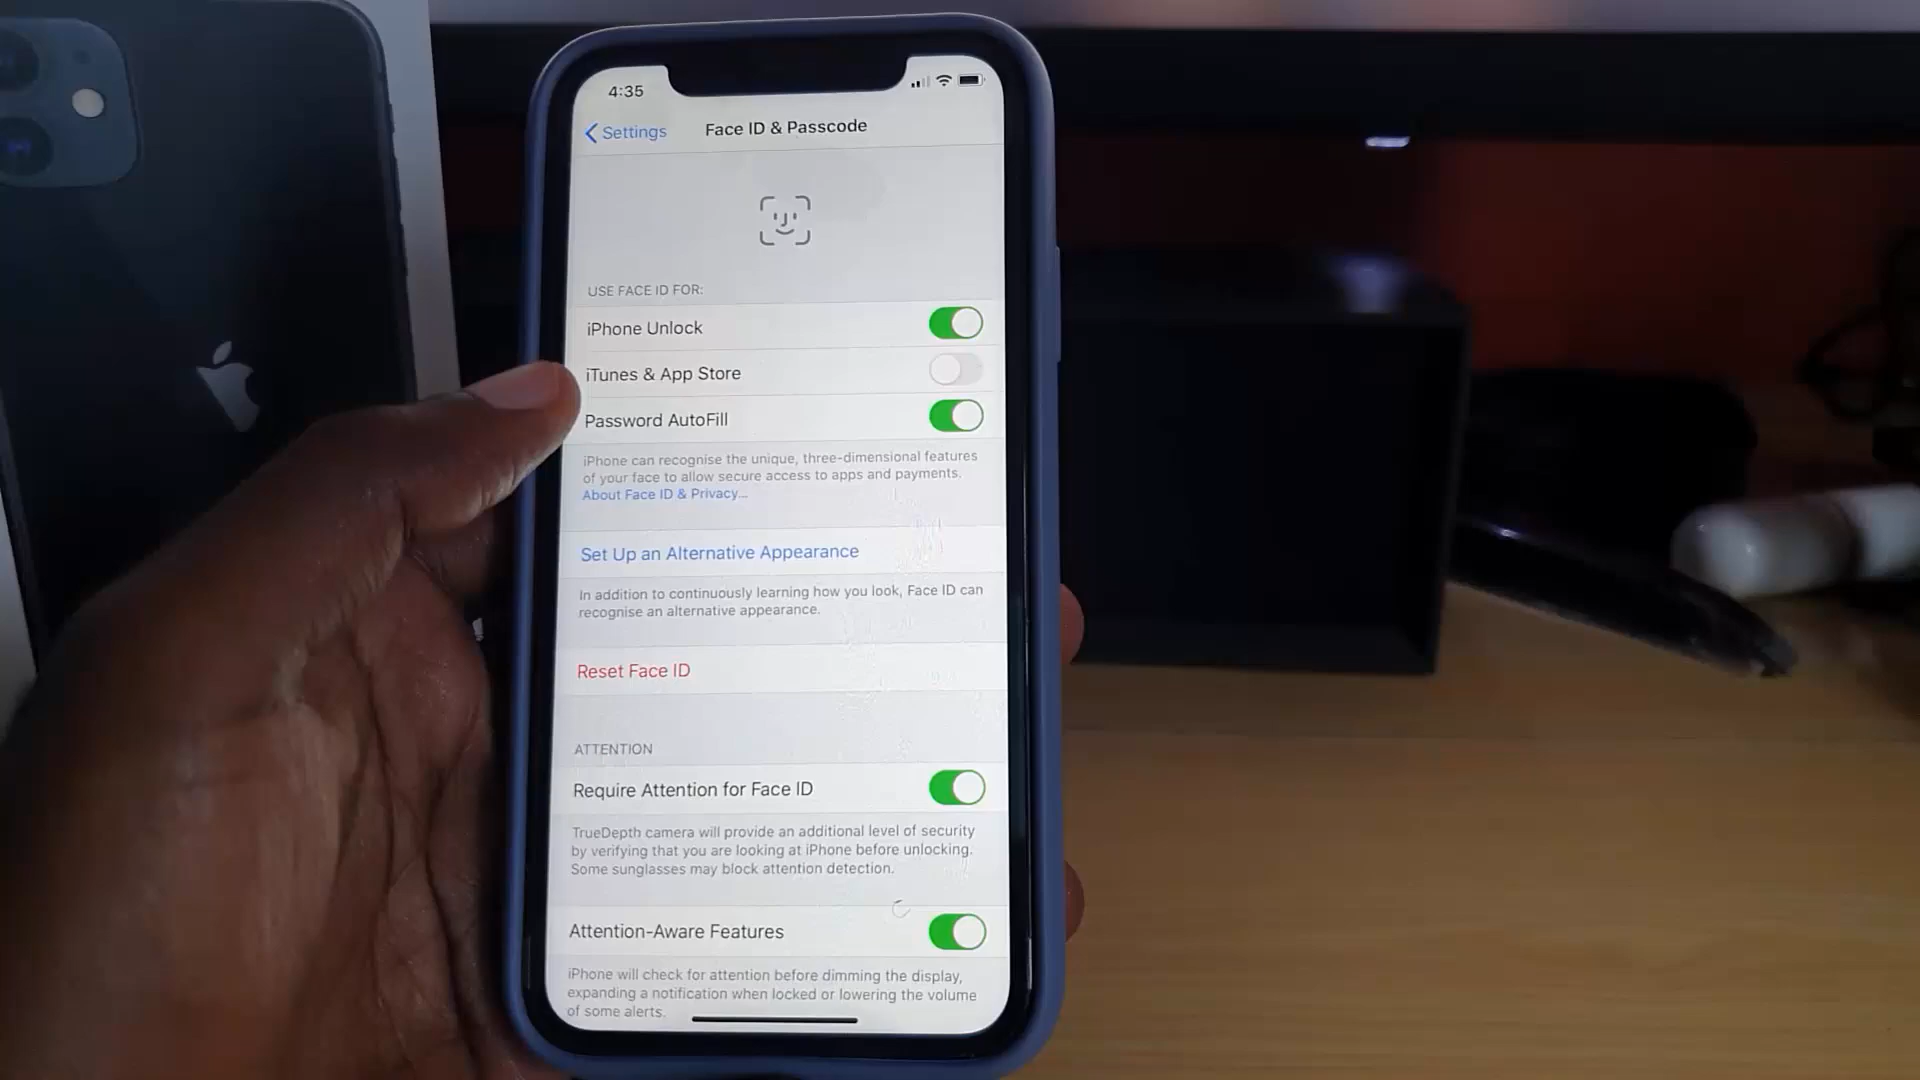 4:35
Settings
Face ID & Passcode
USE FACE ID FOR:
iPhone Unlock
iTunes & App Store
Password AutoFill
iPhone can recognise the unique, three-dimensional features
of your face to allow secure access to apps and payments.
About Face ID & Privacy...
Set Up an Alternative Appearance
In addition to continuously learning how you look, Face ID can
recognise an alternative appearance.
Reset Face ID
ATTENTION
Require Attention for Face ID
TrueDepth camera will provide an additional level of security
by verifying that you are looking at iPhone before unlocking.
Some sunglasses may block attention detection.
Attention-Aware Features
iPhone will check for attention before dimming the display,
expanding a notification when locked or lowering the volume
of some alerts.